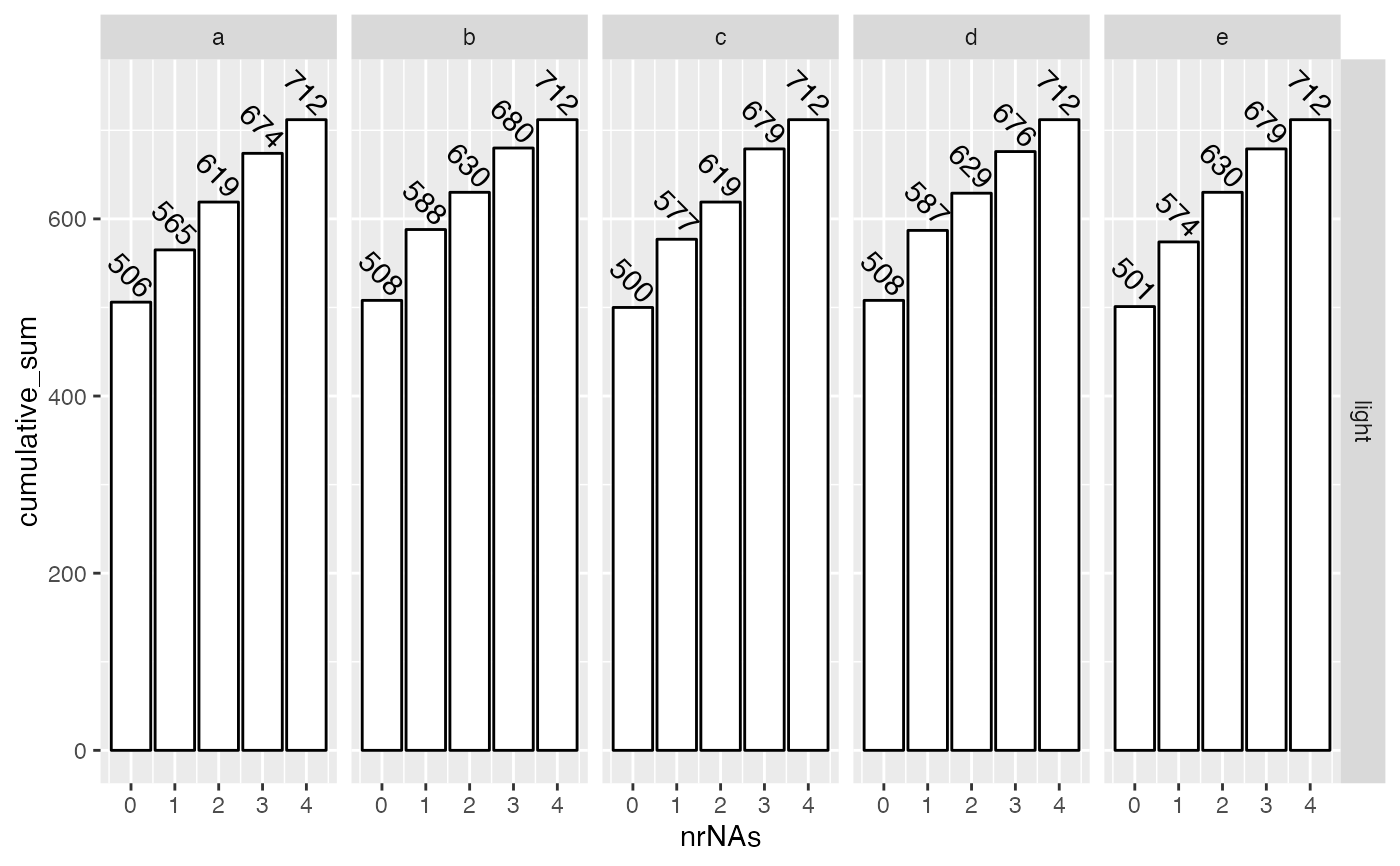 a b c d e
712 712 712 712 712
674 680 679 676 679
619 630 619 629 630
565 588 577 587 574
506 508 500 508 501
600
400
200
0
cumulative_sum
light
0 1 2 3 4 0 1 2 3 4 0 1 2 3 4 0 1 2 3 4 0 1 2 3 4
nrNAs